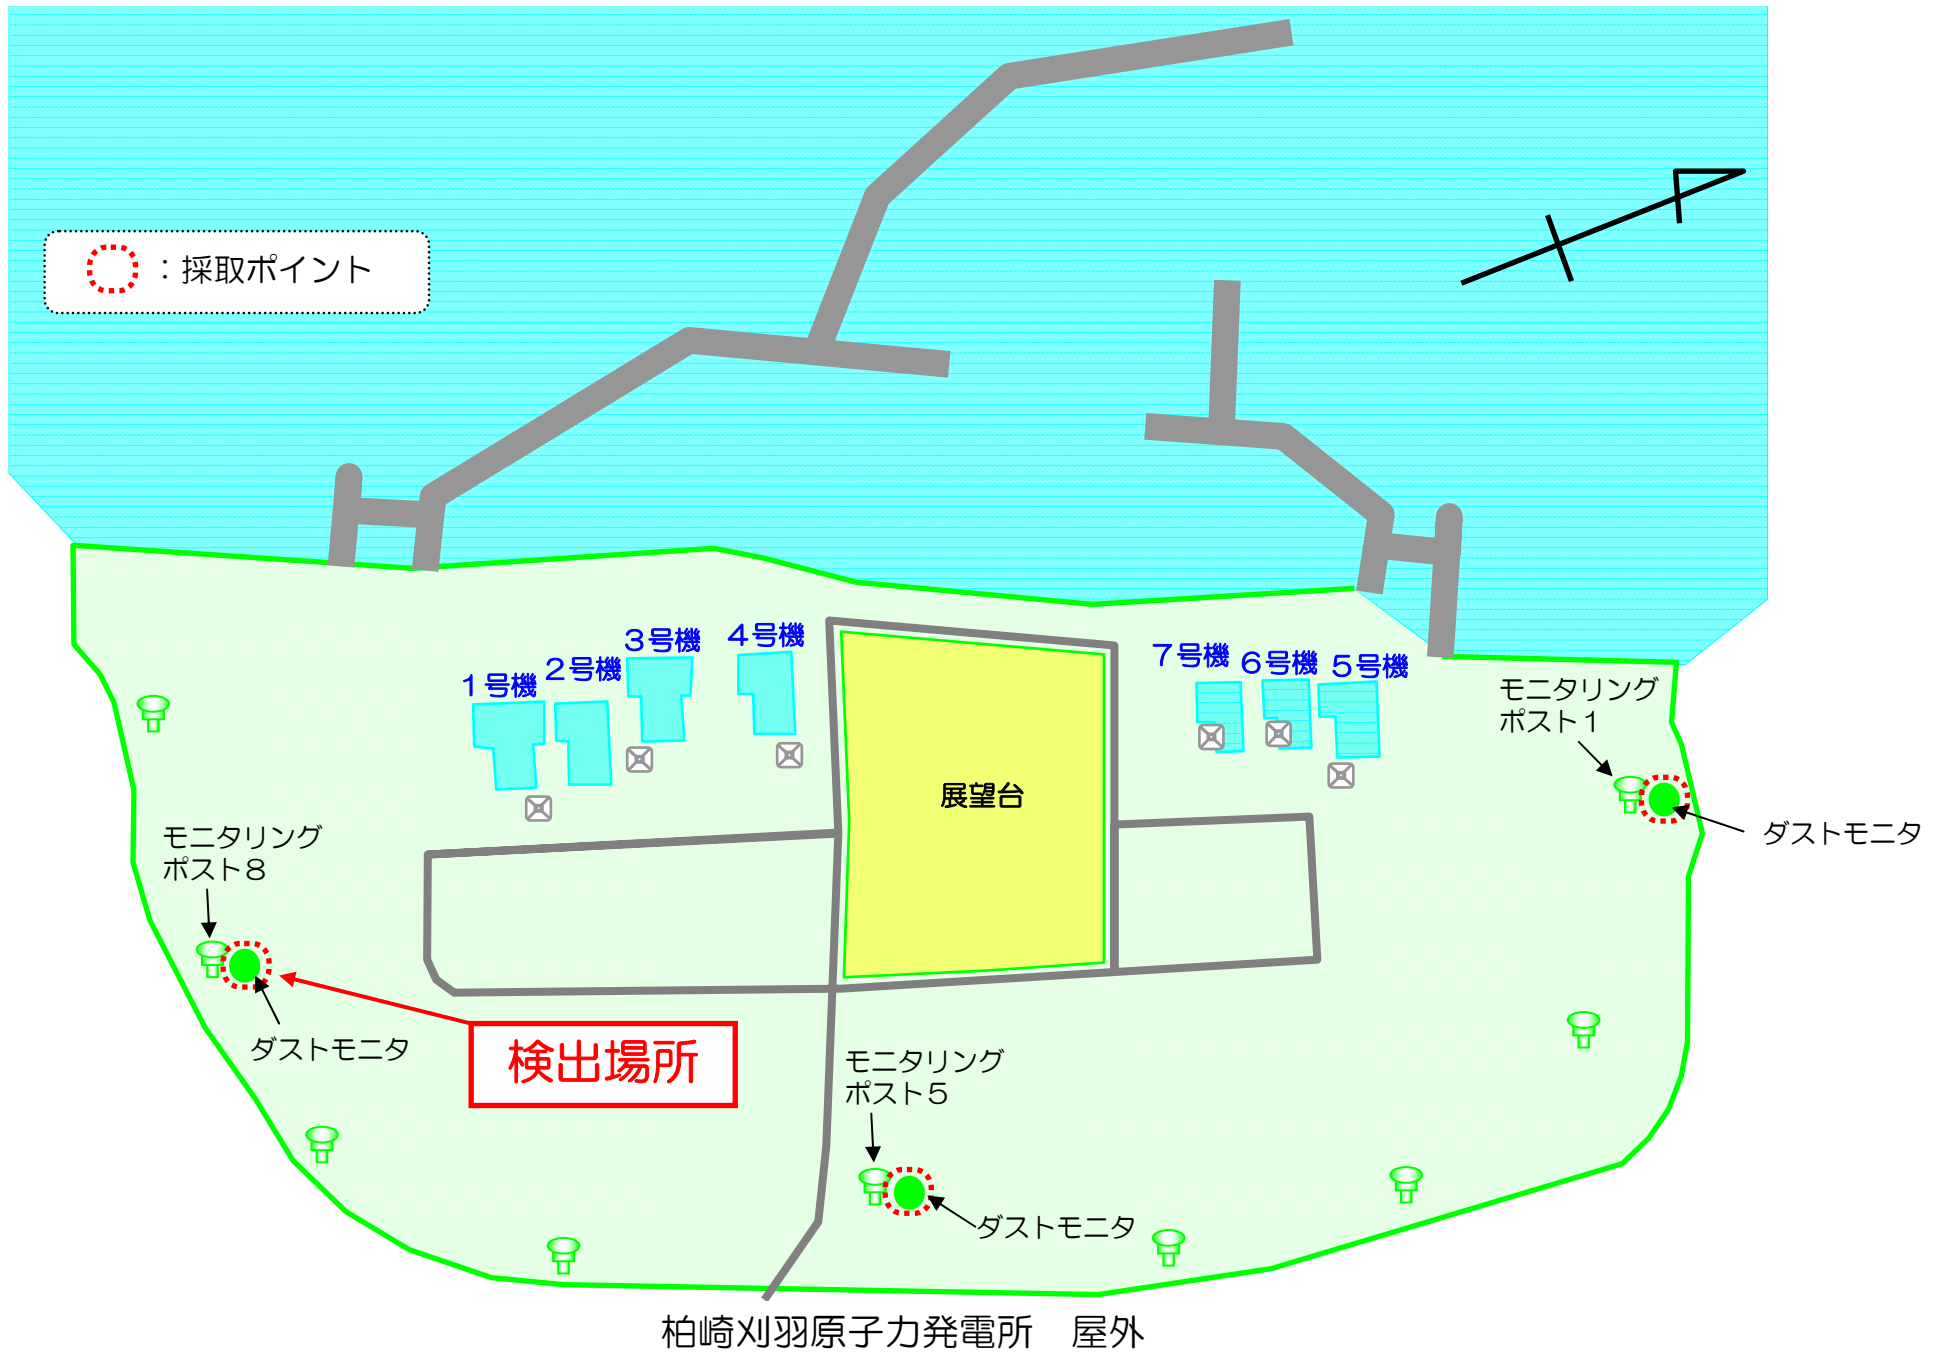 ：採取ポイント
１号機
２号機
３号機
４号機
７号機
６号機
５号機
モニタリング
ポスト１
ダストモニタ
展望台
モニタリング
ポスト８
ダストモニタ
検出場所
モニタリング
ポスト５
ダストモニタ
柏崎刈羽原子力発電所　屋外